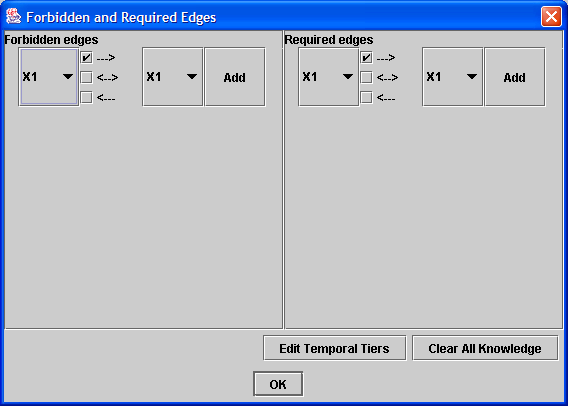 Forbidden and Required Edges
Forbidden edges
X1
--->
<-->
<---
X1
Add
Required edges
X1
--->
<-->
<---
X1
Add
Edit Temporal Tiers
Clear All Knowledge
OK